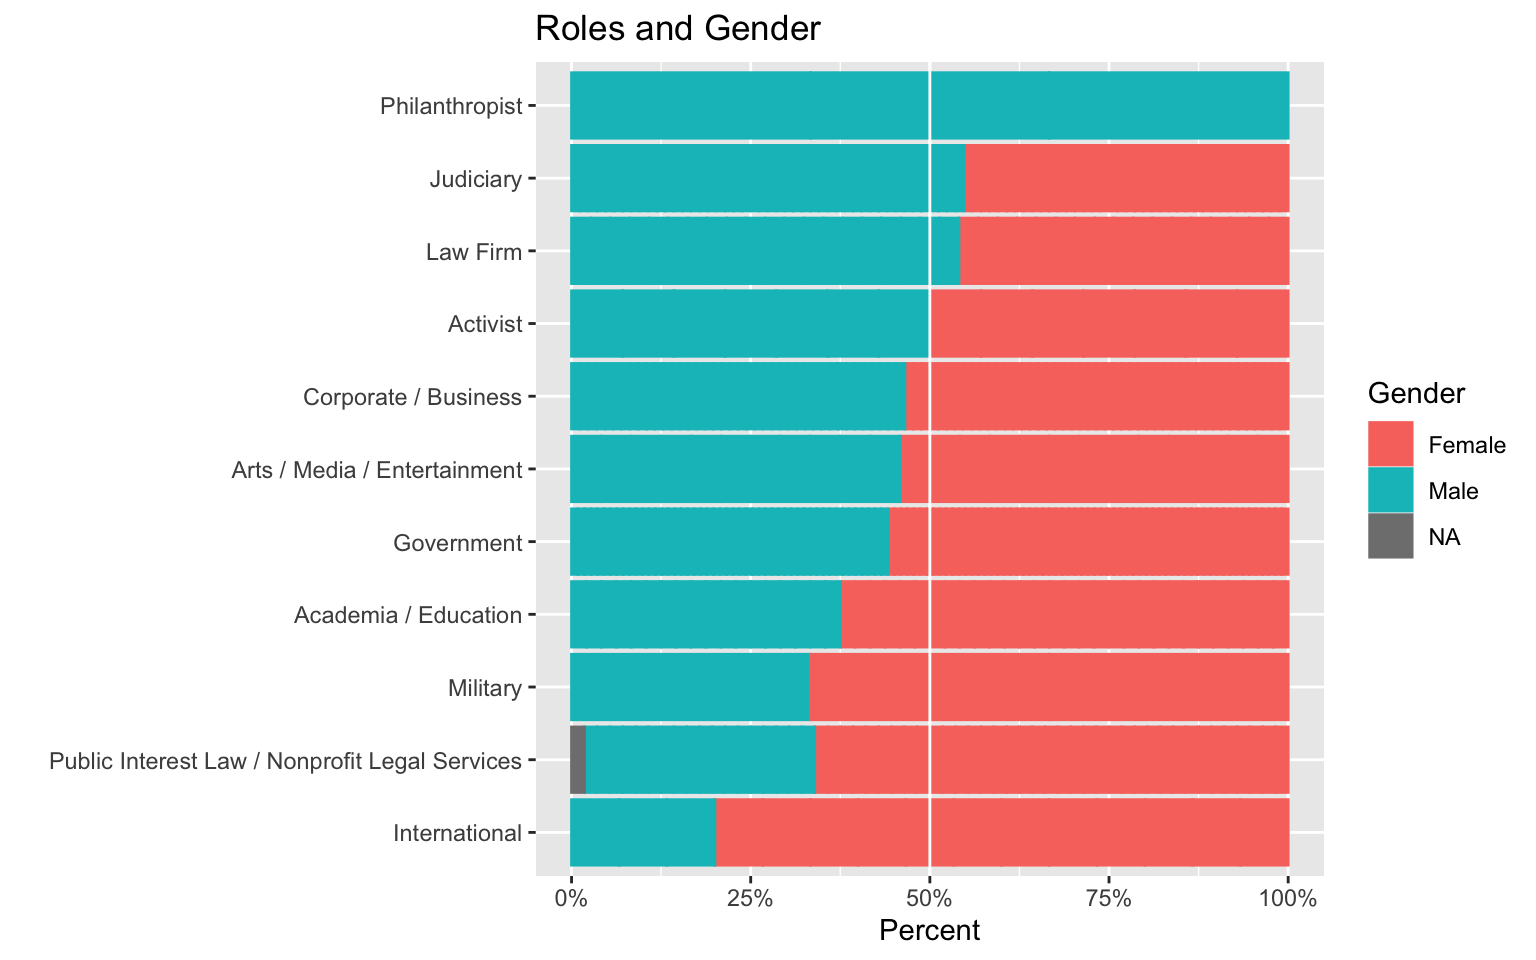 Roles and Gender
Philanthropist
Judiciary
Law Firm
Activist
Corporate / Business
Arts / Media / Entertainment
Government
Academia / Education
Military
Public Interest Law / Nonprofit Legal Services
International
0% 25% 50% 75% 100%
Percent
Gender
Female
Male
NA